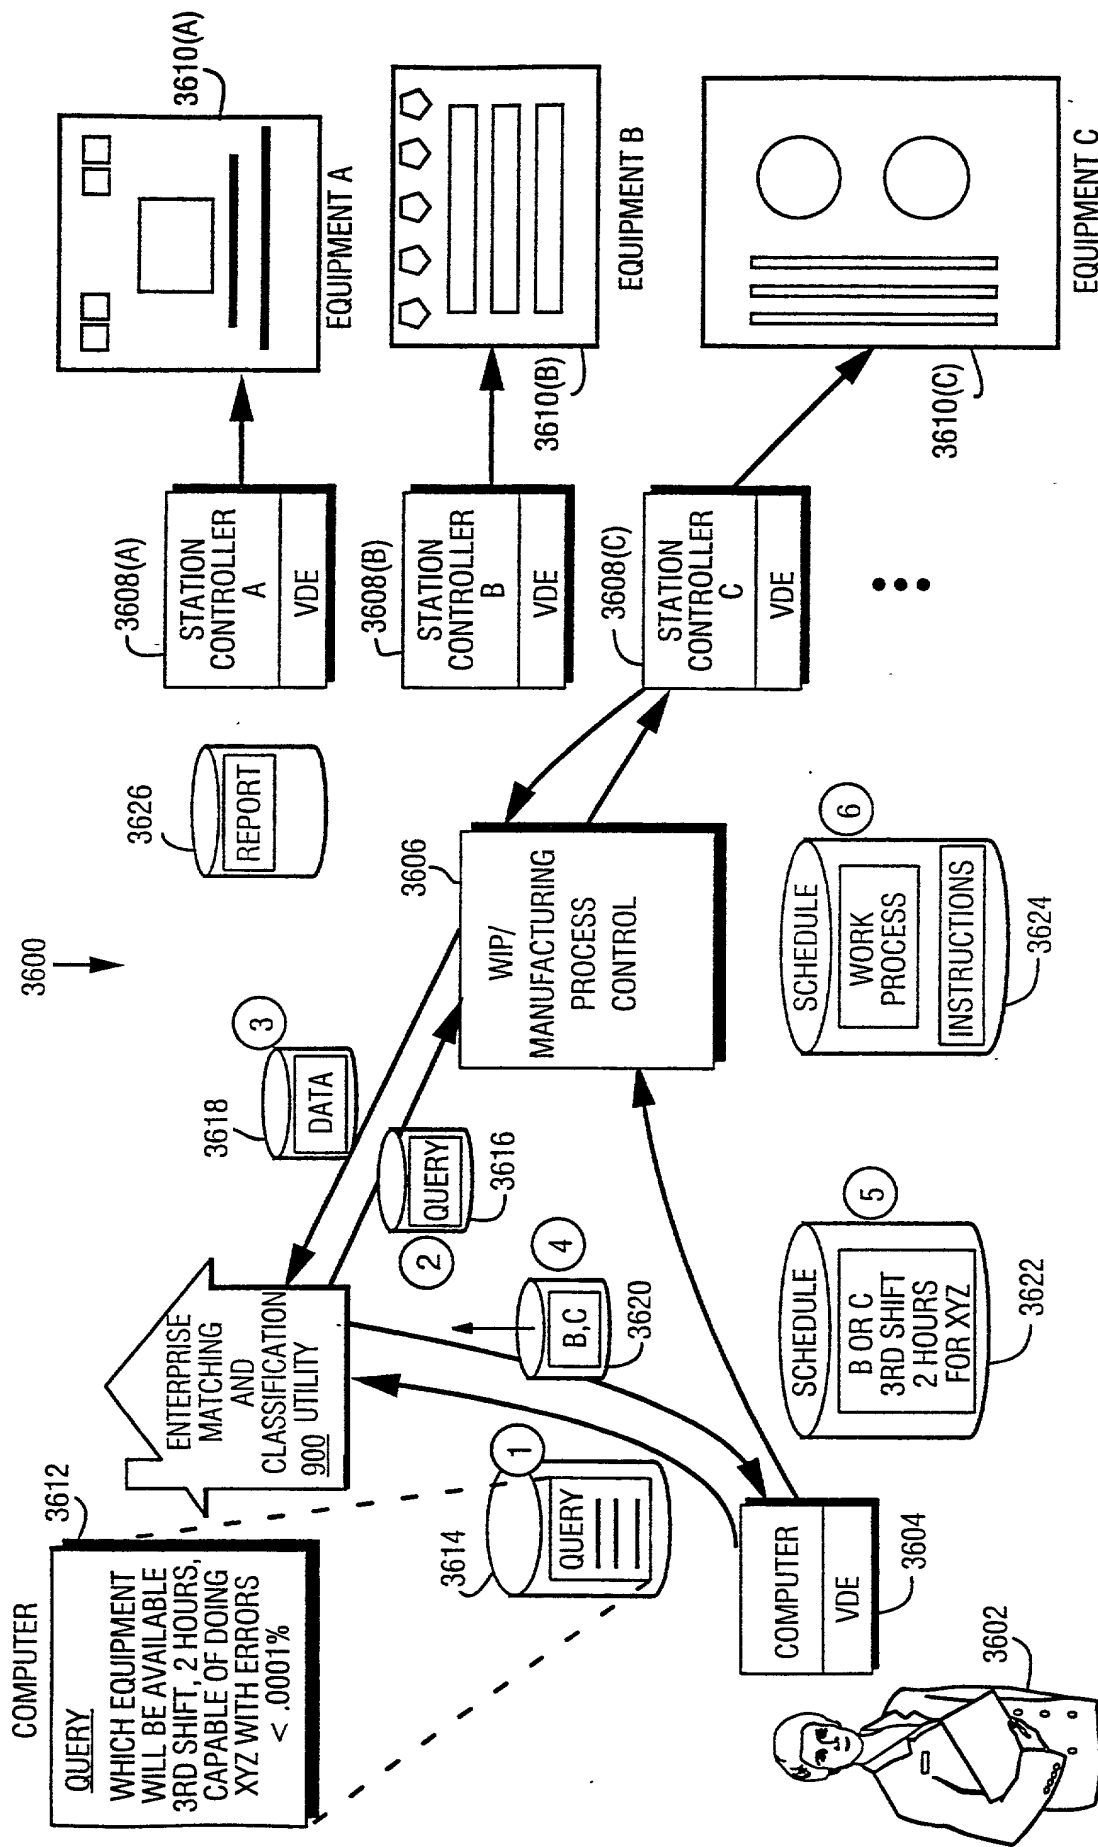 3600
COMPUTER
QUERY
WHICH EQUIPMENT
WILL BE AVAILABLE
3RD SHIFT, 2 HOURS,
CAPABLE OF DOING
XYZ WITH ERRORS
< .0001%
3612
ENTERPRISE
MATCHING
AND
CLASSIFICATION
900 UTILITY
3614
QUERY
1
2
QUERY
3616
3618
DATA
3
4
B,C
3620
COMPUTER
VDE
3604
3602
SCHEDULE
B OR C
3RD SHIFT
2 HOURS
FOR XYZ
5
3622
3606
WIP/
MANUFACTURING
PROCESS
CONTROL
SCHEDULE
6
WORK
PROCESS
INSTRUCTIONS
3624
3626
REPORT
3608(A)
STATION
CONTROLLER
A
VDE
3608(B)
STATION
CONTROLLER
B
VDE
3608(C)
STATION
CONTROLLER
C
VDE
3610(A)
EQUIPMENT A
3610(B)
EQUIPMENT B
3610(C)
EQUIPMENT C